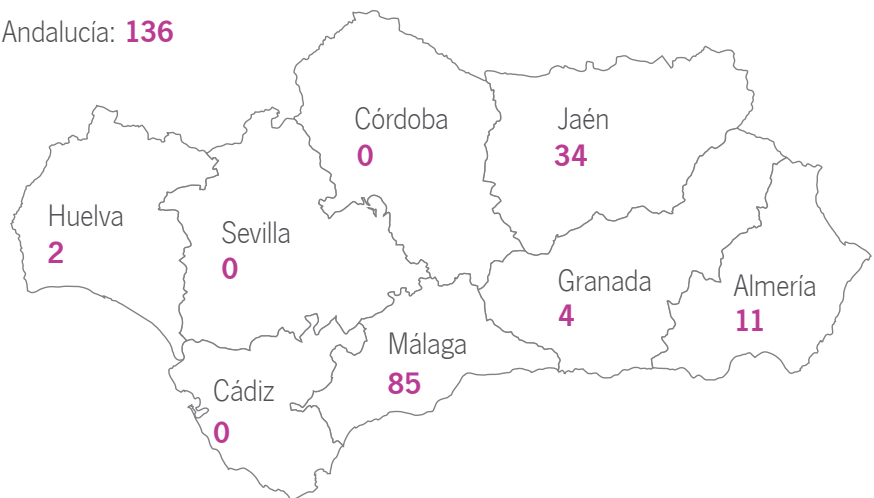 Andalucía: 136
Córdoba
0
Jaén
34
Huelva
2
Sevilla
0
Granada
4
Almería
11
Málaga
85
Cádiz
0